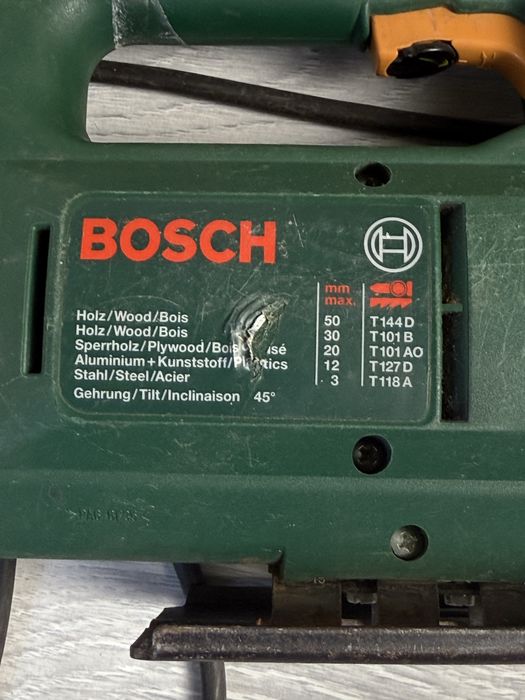 BOSCH
mm
max.
Holz/Wood/Bois 50 T144D
Holz/Wood/Bois 30 T101B
Sperrholz/Plywood/Bois 20 T101AO
Aluminium+Kunststoff/Plastics 12 T127D
Stahl/Steel/Acier 3 T118A
Gehrung/Tilt/Inclinaison 45°